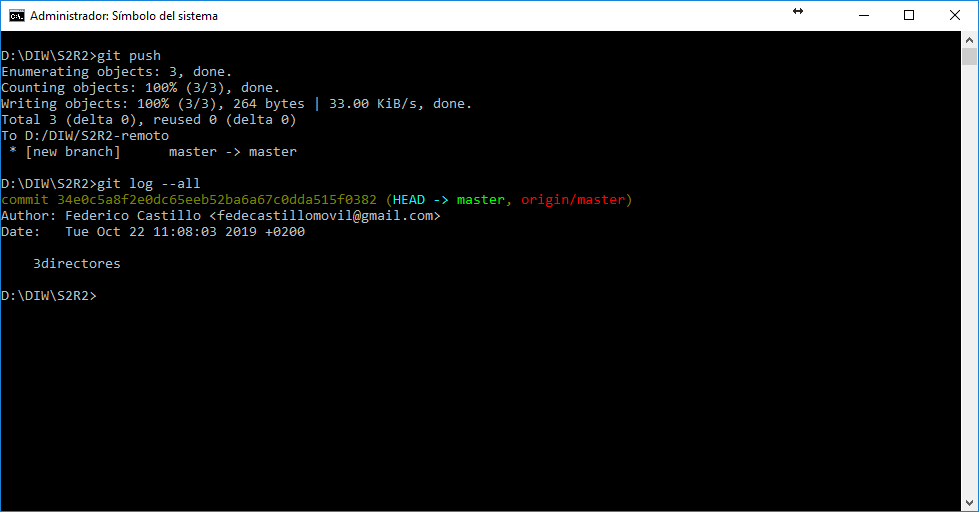 Administrador: Símbolo del sistema
D:\DIW\S2R2>git push
Enumerating objects: 3, done.
Counting objects: 100% (3/3), done.
Writing objects: 100% (3/3), 264 bytes | 33.00 KiB/s, done.
Total 3 (delta 0), reused 0 (delta 0)
To D:/DIW/S2R2-remoto
 * [new branch]      master -> master
D:\DIW\S2R2>git log --all
commit 34e0c5a8f2e0dc65eeb52ba6a67c0dda515f0382 (HEAD -> master, origin/master)
Author: Federico Castillo <fedecastillomovil@gmail.com>
Date:   Tue Oct 22 11:08:03 2019 +0200
    3directores
D:\DIW\S2R2>